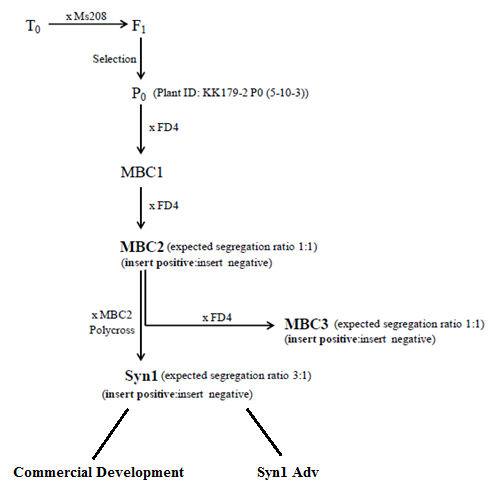 x Ms208
T0 F1
Selection
P0 (Plant ID: KK179-2 P0 (5-10-3))
x FD4
MBC1
x FD4
MBC2 (expected segregation ratio 1:1)
(insert positive:insert negative)
x MBC2
Polycross
x FD4
MBC3 (expected segregation ratio 1:1)
(insert positive:insert negative)
Syn1 (expected segregation ratio 3:1)
(insert positive:insert negative)
Commercial Development
Syn1 Adv